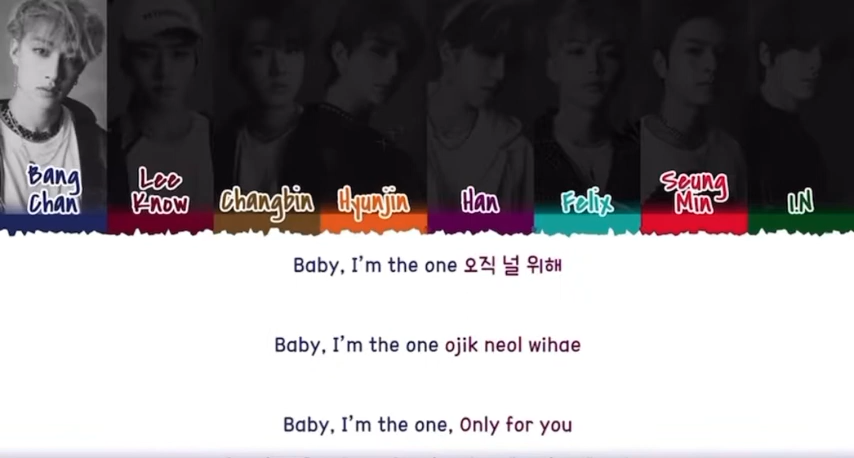 Bang
Chan
Lee
Know
Changbin
Hyunjin
Han
Felix
Seung
Min
I.N
Baby, I'm the one 오직 널 위해
Baby, I'm the one ojik neol wihae
Baby, I'm the one, Only for you